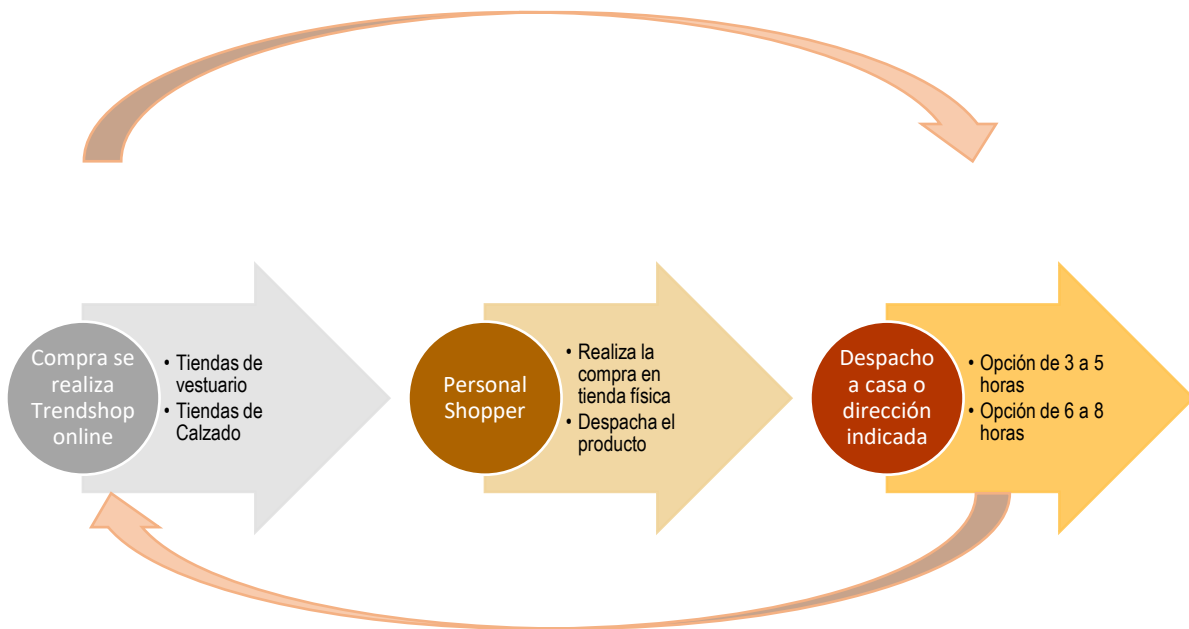 Compra se
realiza
Trendshop
online
• Tiendas de
vestuario
• Tiendas de
Calzado
Personal
Shopper
• Realiza la
compra en
tienda física
• Despacha el
producto
Despacho
a casa o
dirección
indicada
• Opción de 3 a 5
horas
• Opción de 6 a 8
horas